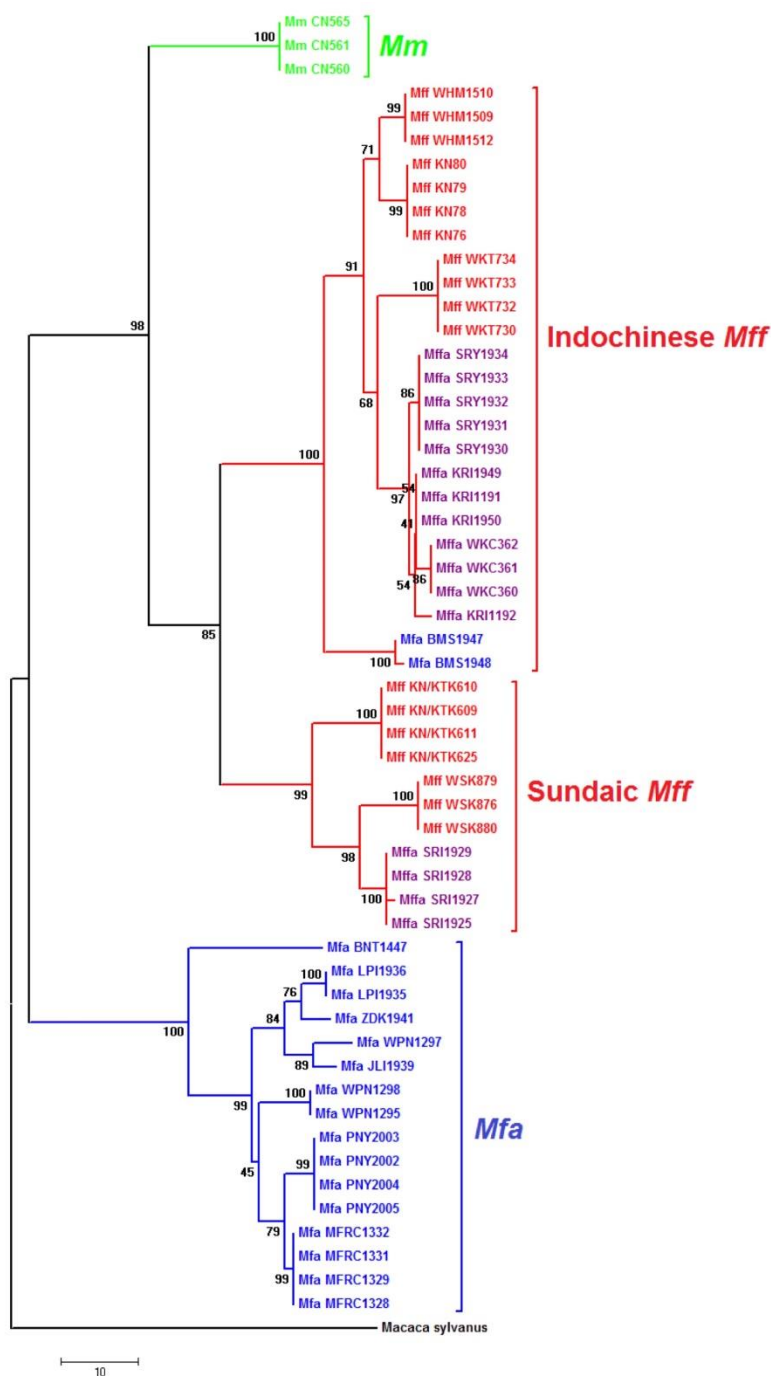 Mm CN565
100
Mm CN561
Mm
Mm CN560
Mff WHM1510
99
Mff WHM1509
Mff WHM1512
71
Mff KN80
Mff KN79
Mff KN78
99
Mff KN76
91
Mff WKT734
Mff WKT733
100
Mff WKT732
Mff WKT730
98
Indochinese Mff
Mffa SRY1934
Mffa SRY1933
86
Mffa SRY1932
68
Mffa SRY1931
Mffa SRY1930
100
Mffa KRI1949
54
97
Mffa KRI1191
41
Mffa KRI1950
Mffa WKC362
Mffa WKC361
54
86
Mffa WKC360
Mffa KRI1192
85
Mfa BMS1947
100
Mfa BMS1948
Mff KN/KTK610
Mff KN/KTK609
100
Mff KN/KTK611
Mff KN/KTK625
99
Mff WSK879
100
Mff WSK876
Sundaic Mff
Mff WSK880
98
Mffa SRI1929
Mffa SRI1928
100
Mffa SRI1927
Mffa SRI1925
Mfa BNT1447
100
Mfa LPI1936
76
Mfa LPI1935
84
Mfa ZDK1941
100
Mfa WPN1297
89
Mfa JLI1939
99
100
Mfa WPN1298
Mfa WPN1295
Mfa
Mfa PNY2003
45
99
Mfa PNY2002
Mfa PNY2004
Mfa PNY2005
79
Mfa MFRC1332
Mfa MFRC1331
99
Mfa MFRC1329
Mfa MFRC1328
Macaca sylvanus
10